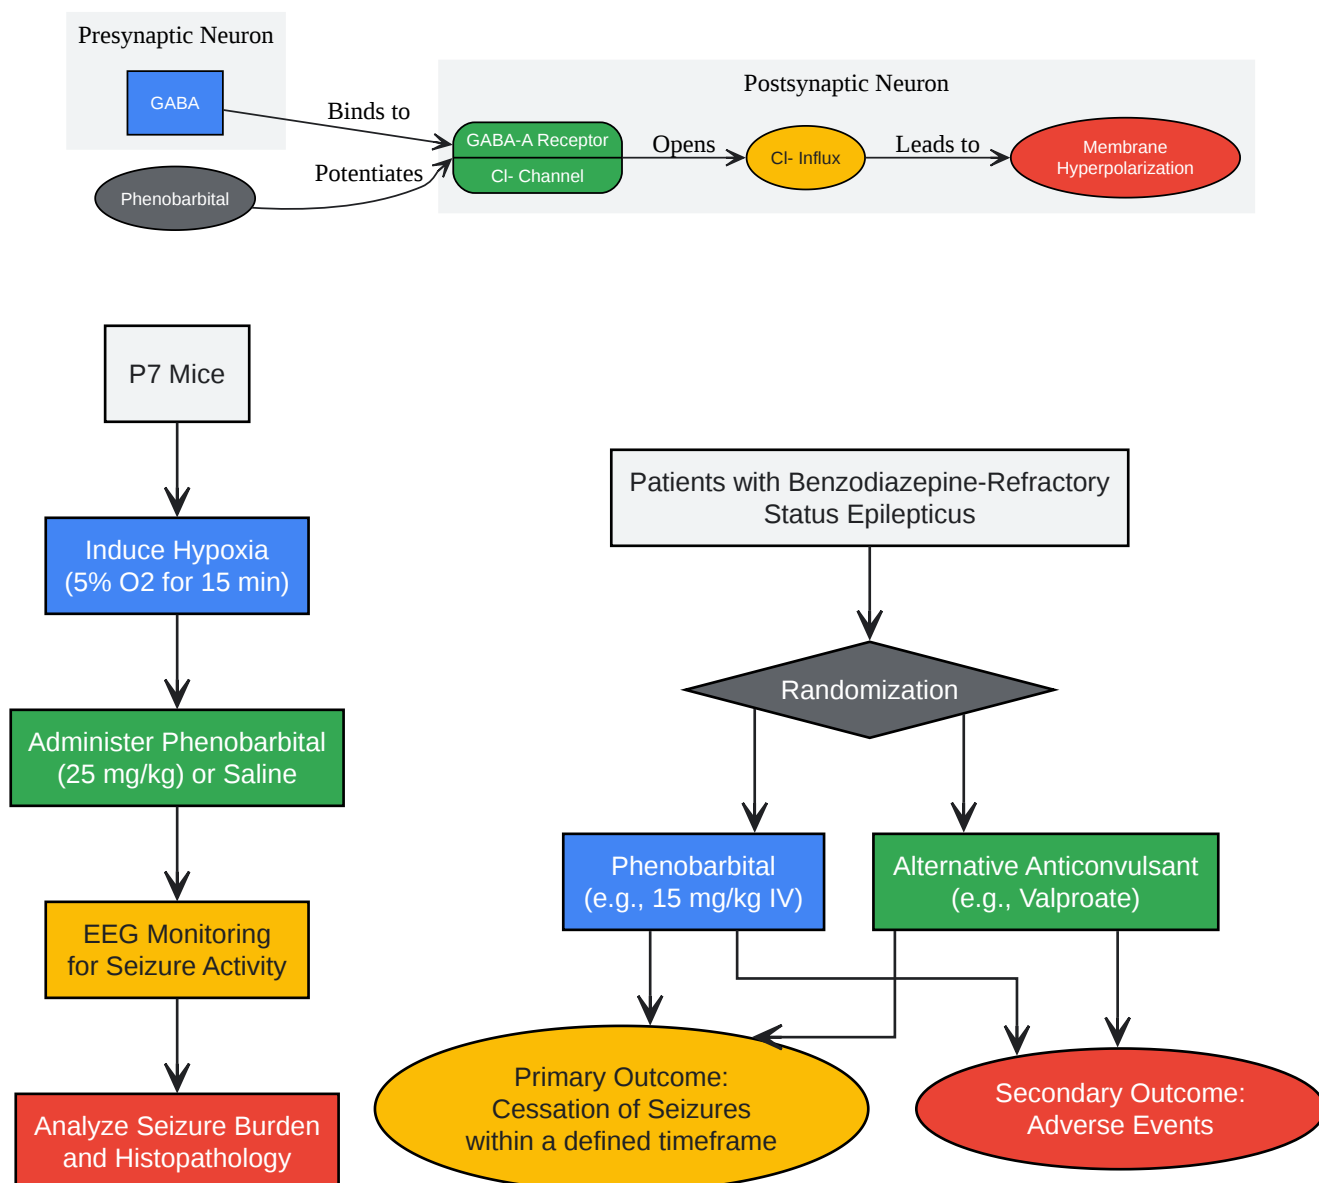 Presynaptic Neuron
GABA
Phenobarbital
Binds to
Potentiates
Postsynaptic Neuron
GABA-A Receptor
Cl- Channel
Opens
Cl- Influx
Leads to
Membrane
Hyperpolarization
P7 Mice
Induce Hypoxia
(5% O2 for 15 min)
Administer Phenobarbital
(25 mg/kg) or Saline
EEG Monitoring
for Seizure Activity
Analyze Seizure Burden
and Histopathology
Patients with Benzodiazepine-Refractory
Status Epilepticus
Randomization
Phenobarbital
(e.g., 15 mg/kg IV)
Alternative Anticonvulsant
(e.g., Valproate)
Primary Outcome:
Cessation of Seizures
within a defined timeframe
Secondary Outcome:
Adverse Events